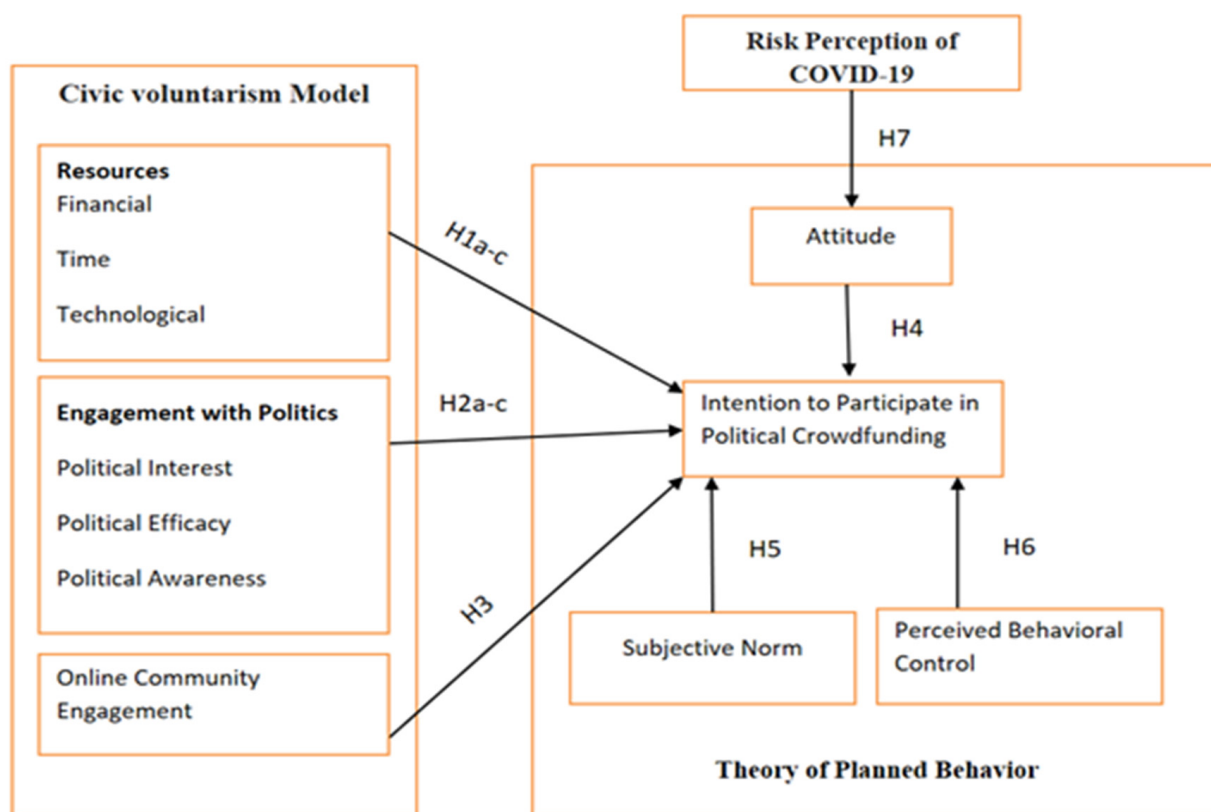 Civic voluntarism Model
Resources
Financial
Time
Technological
Engagement with Politics
Political Interest
Political Efficacy
Political Awareness
Online Community
Engagement
H1a-c
H2a-c
H3
Risk Perception of
COVID-19
H7
Attitude
H4
Intention to Participate in
Political Crowdfunding
H5
H6
Subjective Norm
Perceived Behavioral
Control
Theory of Planned Behavior